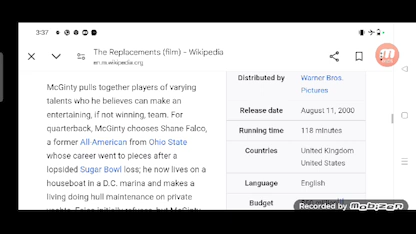 3:37
The Replacements (film) - Wikipedia
en.m.wikipedia.org
McGinty pulls together players of varying
talents who he believes can make an
entertaining, if not winning, team. For
quarterback, McGinty chooses Shane Falco,
a former All-American from Ohio State
whose career went to pieces after a
lopsided Sugar Bowl loss; he now lives on a
houseboat in a D.C. marina and makes a
living doing hull maintenance on private
Distributed by Warner Bros.
Pictures
Release date August 11, 2000
Running time 118 minutes
Countries United Kingdom
United States
Language English
Budget
Recorded by Mobizen